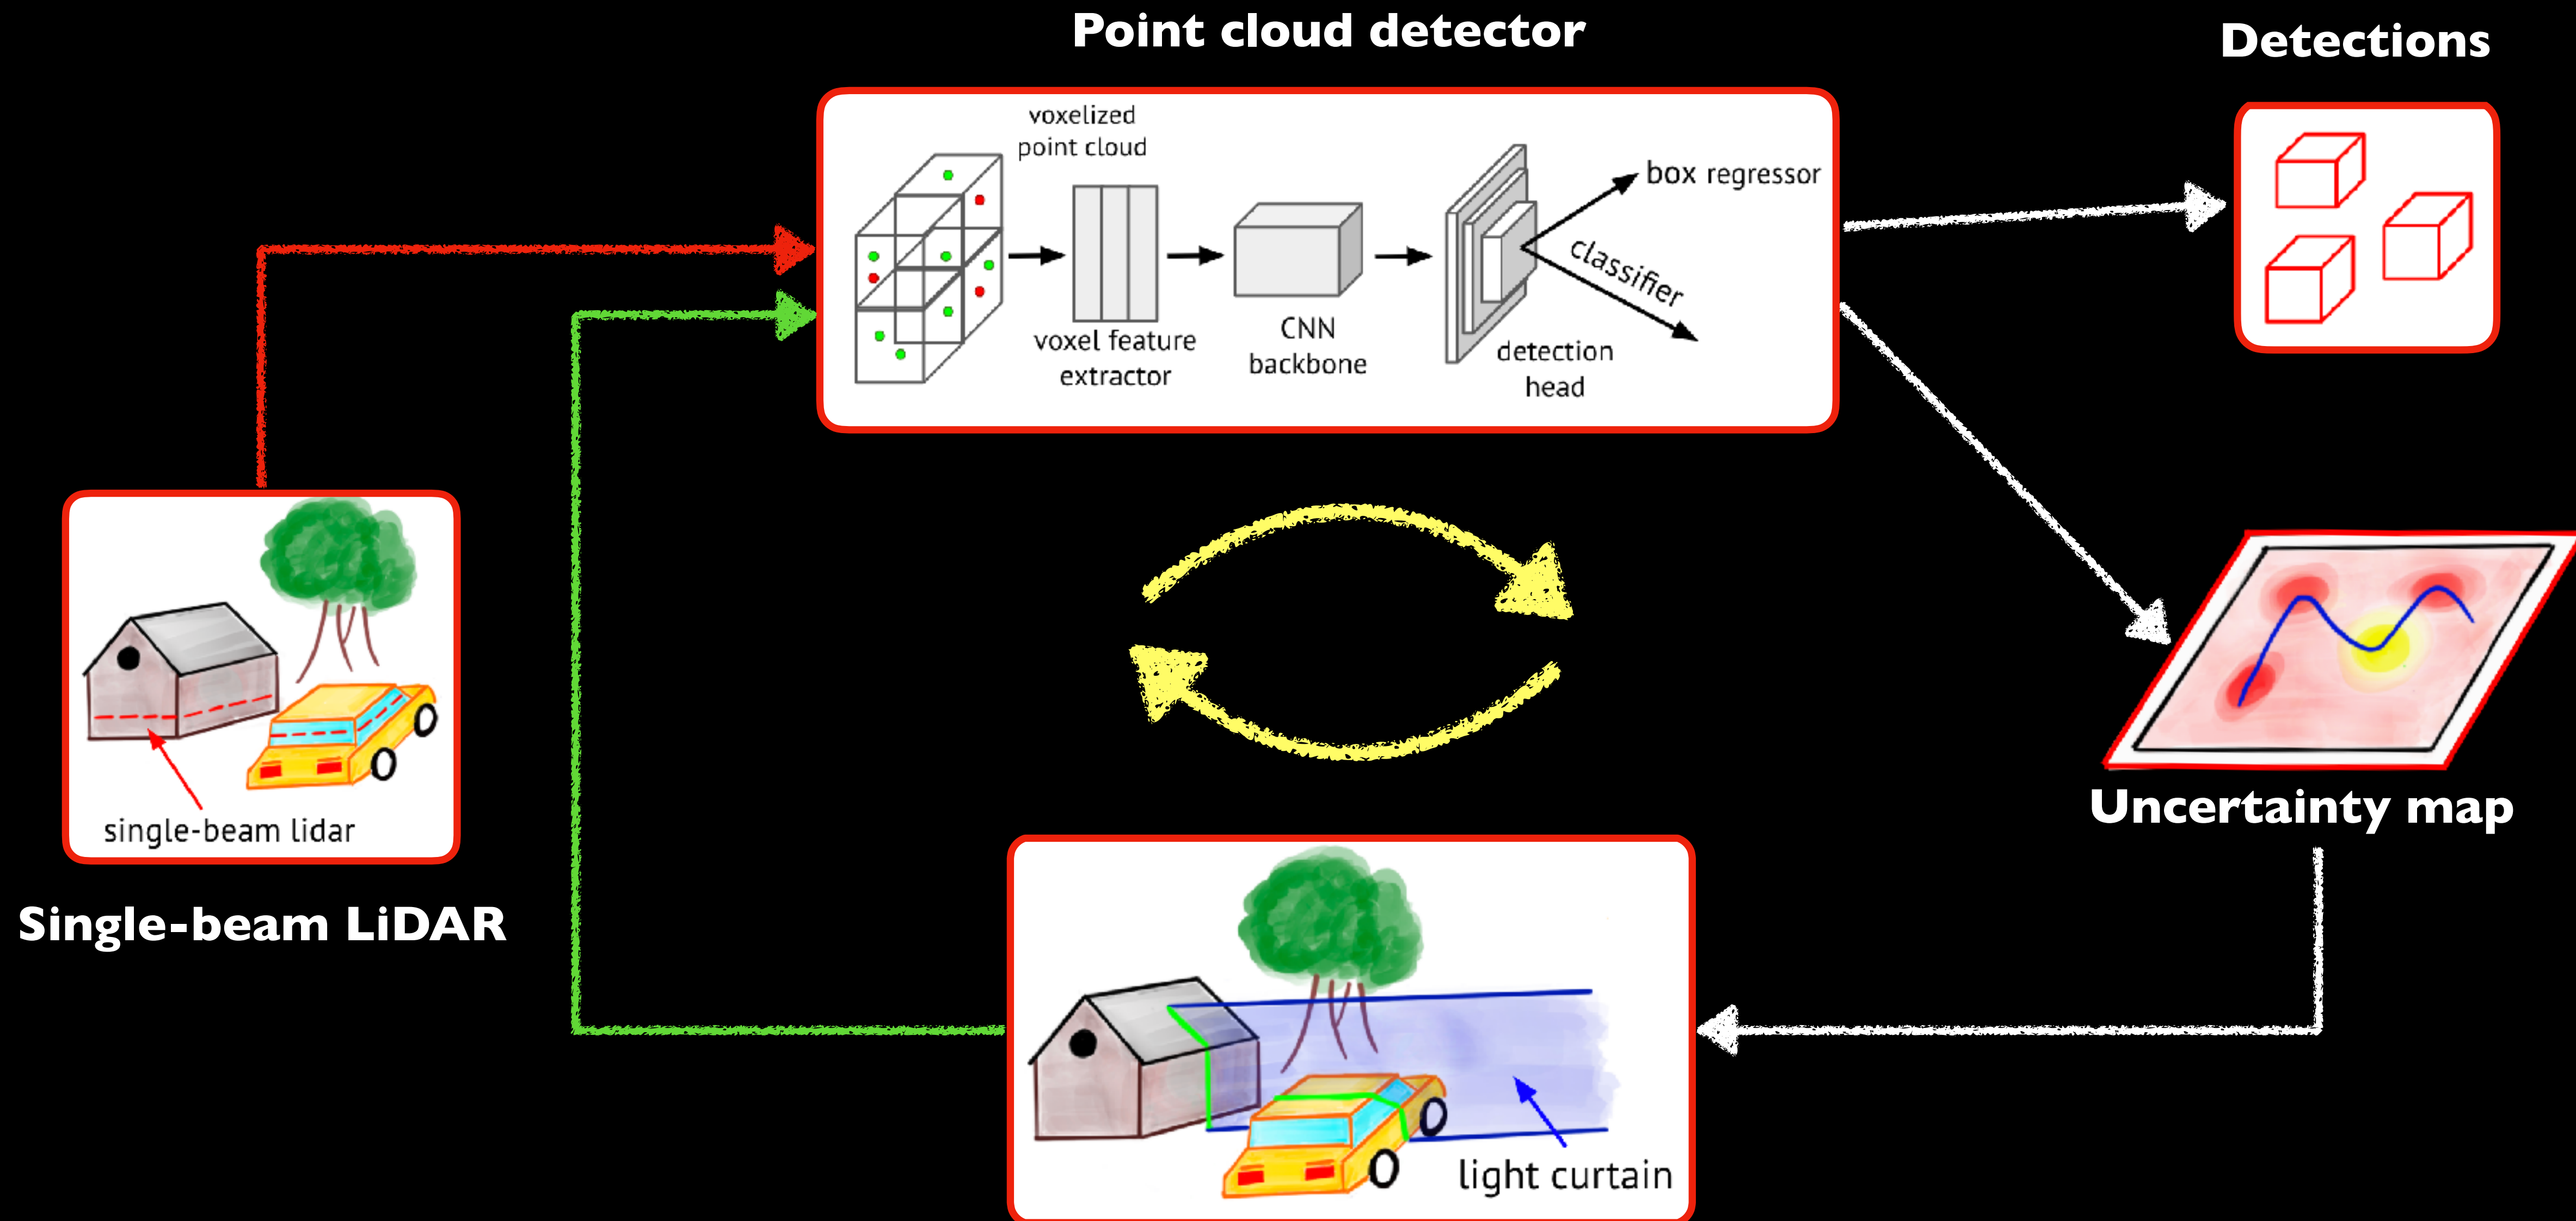 Point cloud detector
Detections
voxelized
point cloud
box regressor
classifier
voxel feature
extractor
CNN
backbone
detection
head
single-beam lidar
Single-beam LiDAR
Uncertainty map
light curtain